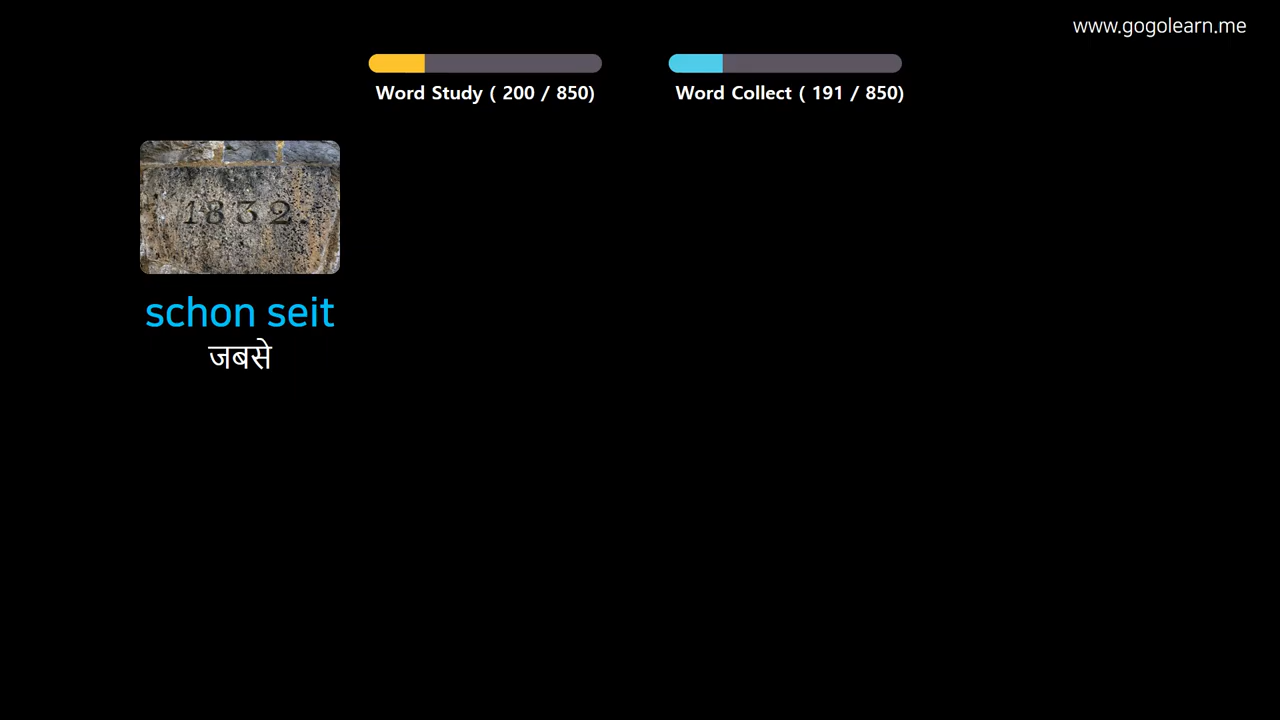 www.gogolearn.me
Word Study ( 200 / 850)
Word Collect ( 191 / 850)
1832.
schon seit
जबसे